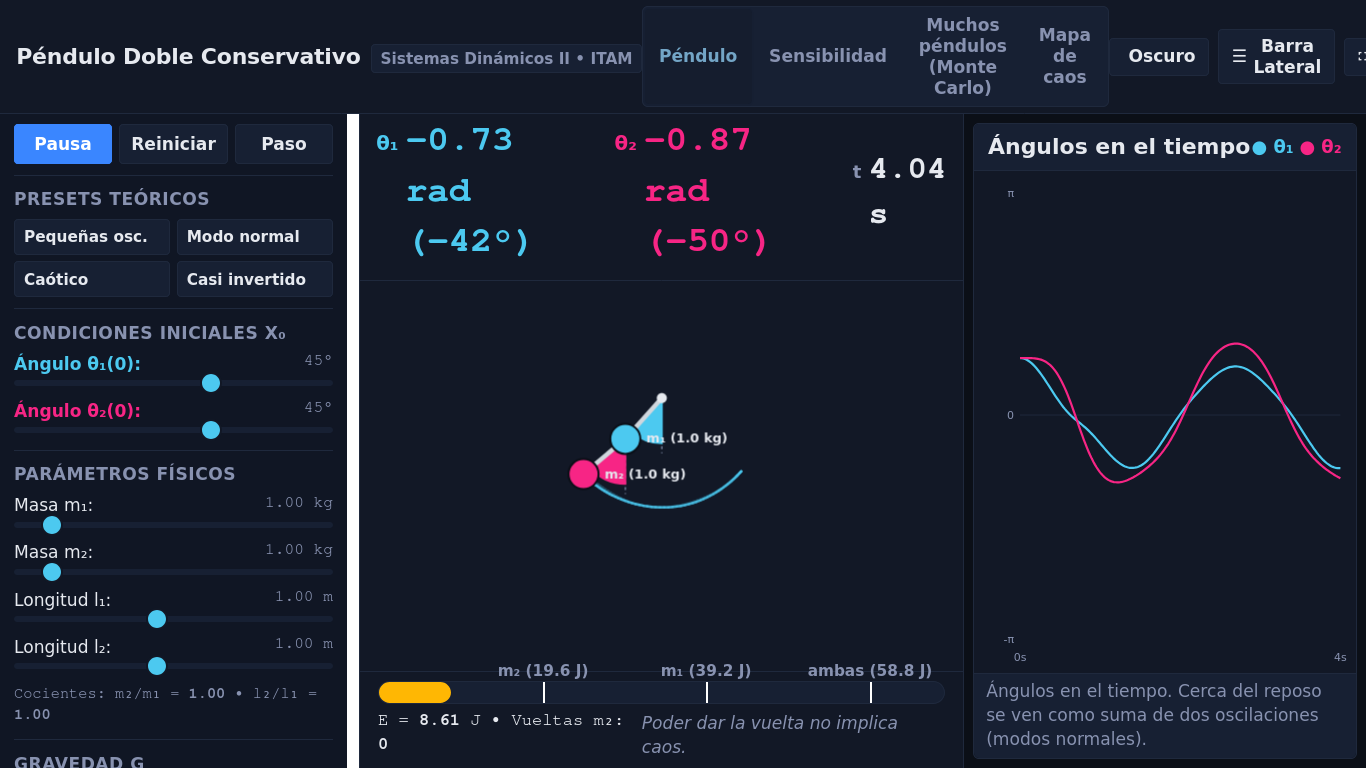 Péndulo Doble Conservativo
Sistemas Dinámicos II • ITAM
Péndulo
Sensibilidad
Muchos
péndulos
(Monte
Carlo)
Mapa
de
caos
Oscuro
☰ Barra
Lateral
Pausa
Reiniciar
Paso
PRESETS TEÓRICOS
Pequeñas osc.
Modo normal
Caótico
Casi invertido
CONDICIONES INICIALES X₀
Ángulo θ₁(0):
45°
Ángulo θ₂(0):
45°
PARÁMETROS FÍSICOS
Masa m₁:
1.00 kg
Masa m₂:
1.00 kg
Longitud l₁:
1.00 m
Longitud l₂:
1.00 m
Cocientes: m₂/m₁ = 1.00 • l₂/l₁ =
1.00
GRAVEDAD G
θ₁ −0.73
rad
(−42°)
θ₂ −0.87
rad
(−50°)
t 4.04
s
m₁ (1.0 kg)
m₂ (1.0 kg)
m₂ (19.6 J)
m₁ (39.2 J)
ambas (58.8 J)
E = 8.61 J • Vueltas m₂:
0
Poder dar la vuelta no implica
caos.
Ángulos en el tiempo
● θ₁ ● θ₂
π
0
-π
0s
4s
Ángulos en el tiempo. Cerca del reposo
se ven como suma de dos oscilaciones
(modos normales).